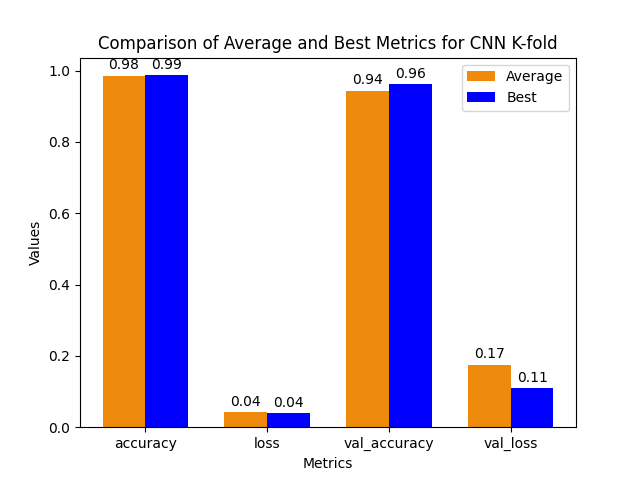 Comparison of Average and Best Metrics for CNN K-fold
1.0
0.8
0.6
0.4
0.2
0.0
Values
0.98
0.99
0.04
0.04
0.94
0.96
0.17
0.11
Average
Best
accuracy
loss
val_accuracy
val_loss
Metrics